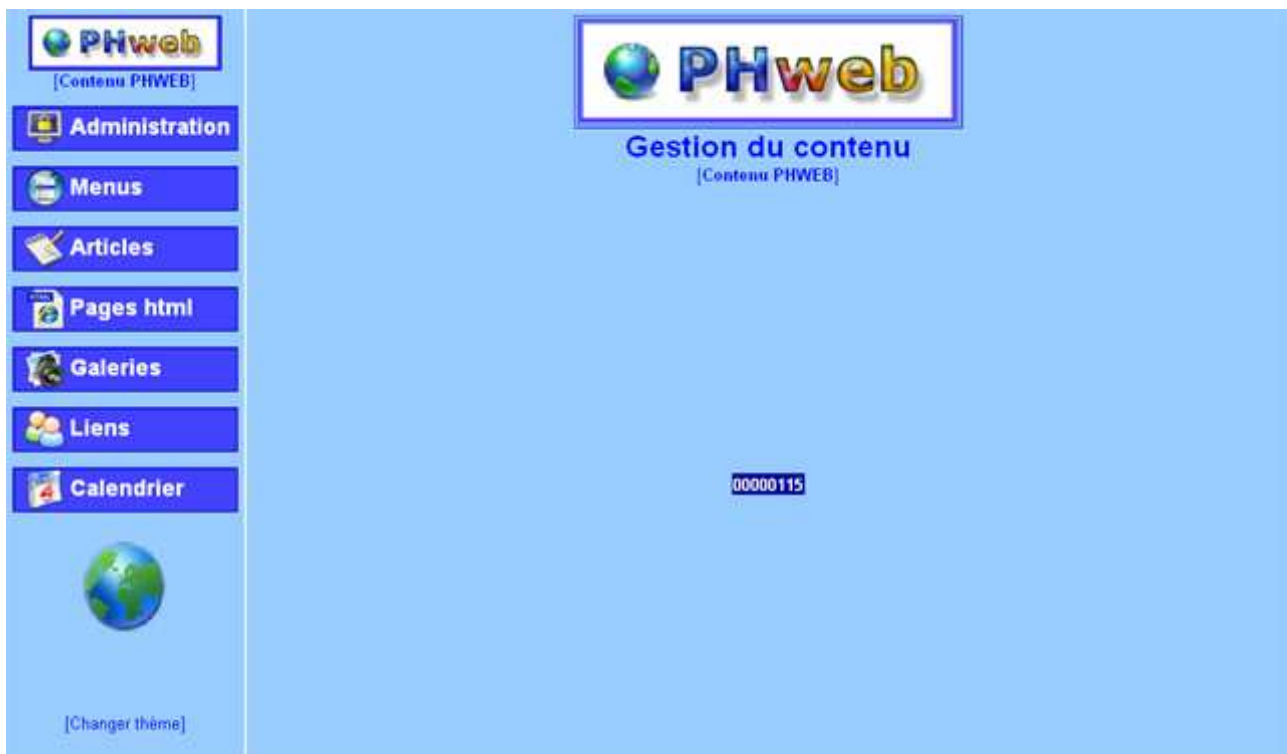 PHweb
[Contenu PHWEB]
Administration
Menus
Articles
Pages html
Galeries
Liens
Calendrier
[Changer thème]
PHweb
Gestion du contenu
[Contenu PHWEB]
00000115